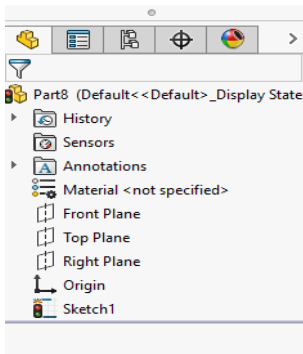 Part8 (Default<<Default>_Display State
History
Sensors
Annotations
Material <not specified>
Front Plane
Top Plane
Right Plane
Origin
Sketch1